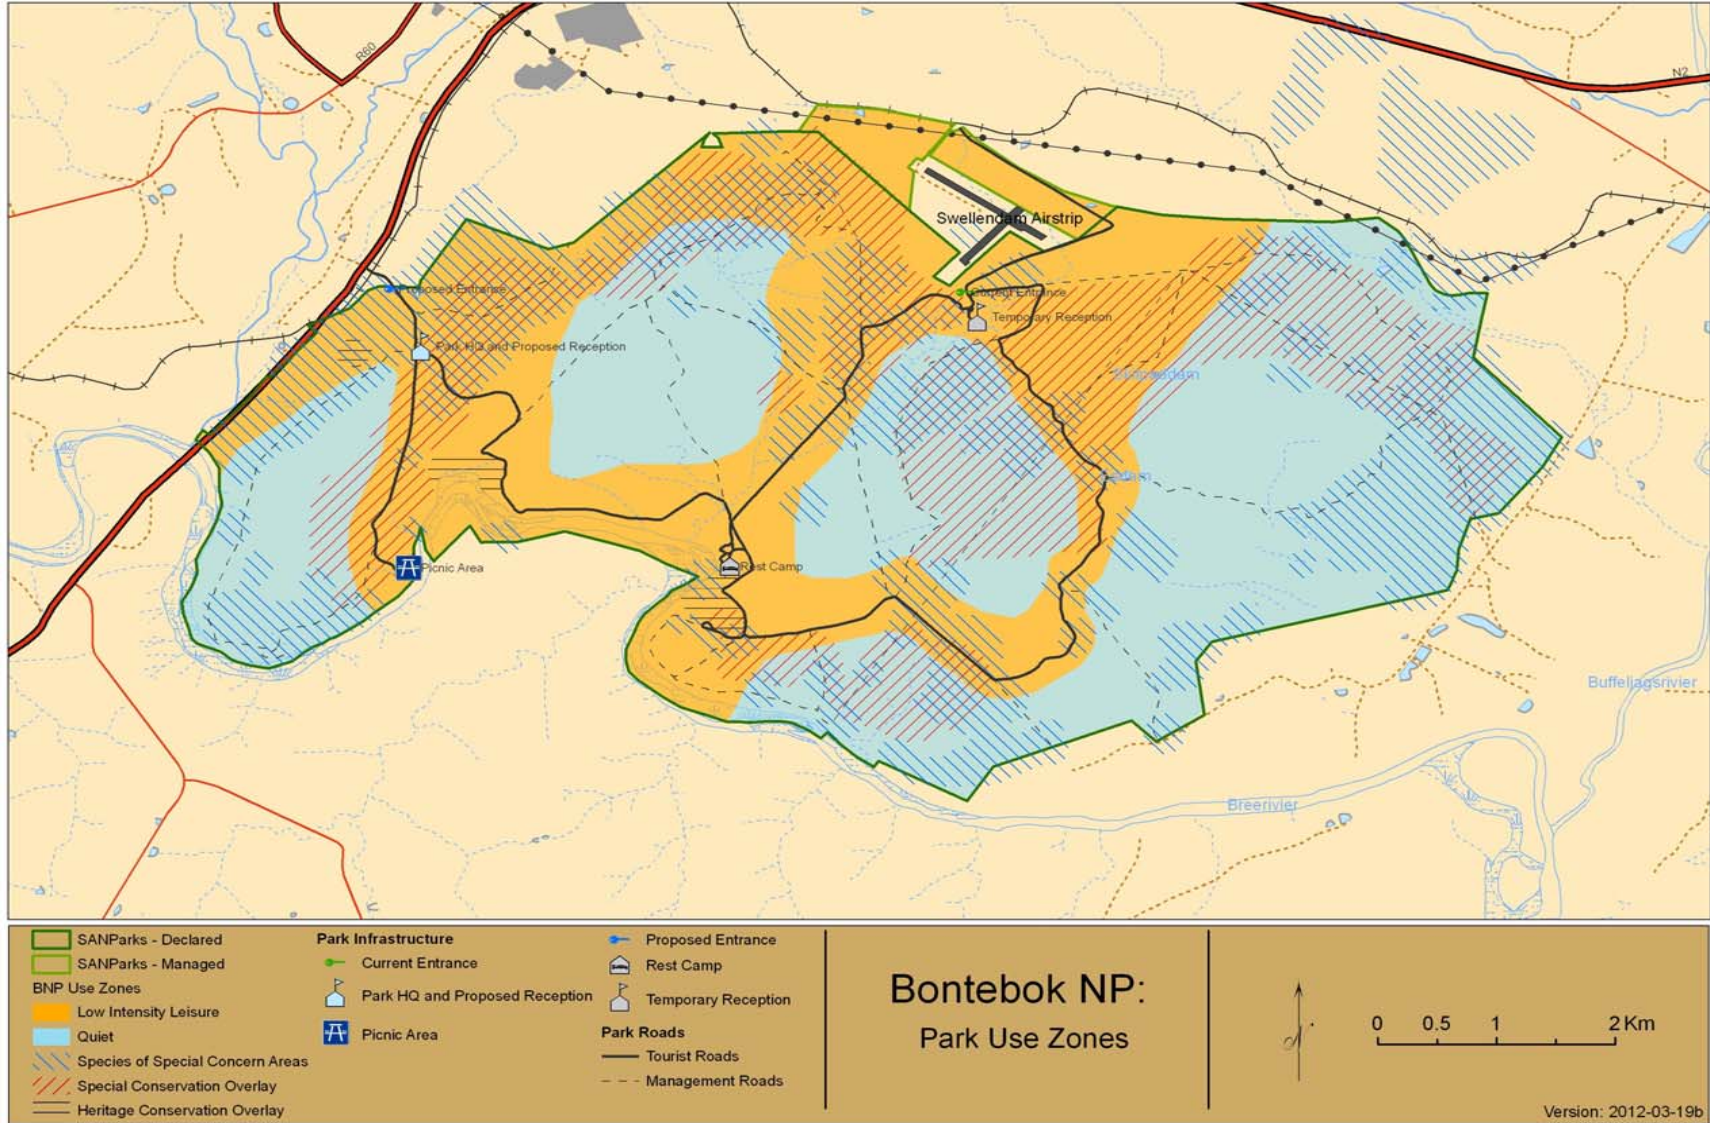 R60
N2
Swellendam Airstrip
Proposed Entrance
Current Entrance
Temporary Reception
Park HQ and Proposed Reception
Picnic Area
Rest Camp
Buffeljagsrivier
Breerivier
SANParks - Declared
SANParks - Managed
BNP Use Zones
Low Intensity Leisure
Quiet
Species of Special Concern Areas
Special Conservation Overlay
Heritage Conservation Overlay
Park Infrastructure
Current Entrance
Park HQ and Proposed Reception
Picnic Area
Proposed Entrance
Rest Camp
Temporary Reception
Park Roads
Tourist Roads
Management Roads
Bontebok NP:
Park Use Zones
N
0 0.5 1 2 Km
Version: 2012-03-19b